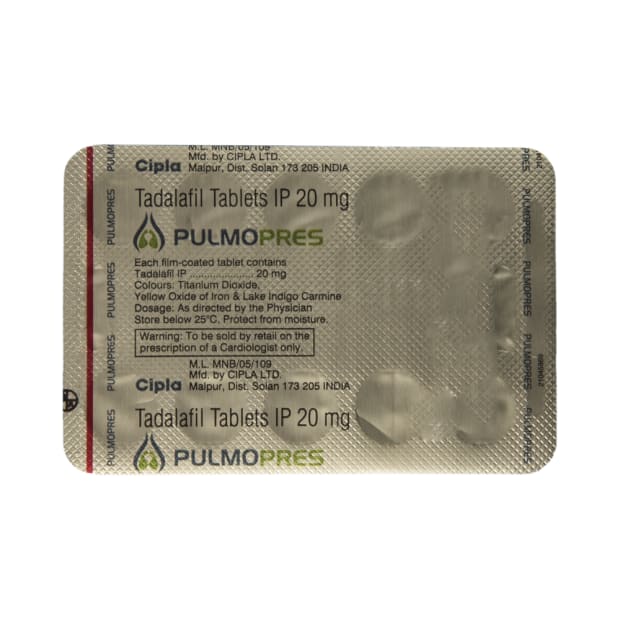 M.L. MNB/05/109
Mfd. by CIPLA LTD.
Cipla Malpur, Dist. Solan 173 205 INDIA
Tadalafil Tablets IP 20 mg
PULMOPRES
Each film-coated tablet contains
Tadalafil IP ...................... 20 mg
Colours: Titanium Dioxide,
Yellow Oxide of Iron & Lake Indigo Carmine
Dosage: As directed by the Physician
Store below 25°C. Protect from moisture.
Warning: To be sold by retail on the
prescription of a Cardiologist only.
M.L. MNB/05/109
Mfd. by CIPLA LTD.
Cipla Malpur, Dist. Solan 173 205 INDIA
Tadalafil Tablets IP 20 mg
PULMOPRES
PULMOPRES
PULMOPRES
PULMOPRES
PULMOPRES
PULMOPRES
PULMOPRES
PULMOPRES
PULMOPRES